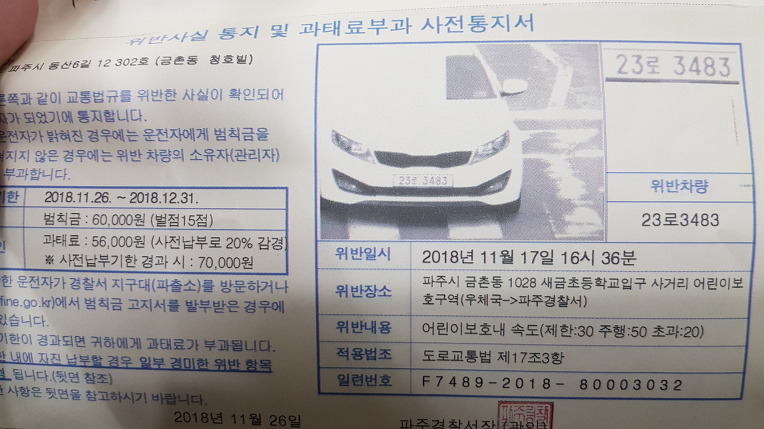 위반사실 통지 및 과태료부과 사전통지서
파주시 동산6길 12 302호 (금촌동 청호빌)
같이 교통법규를 위반한 사실이 확인되어
되었기에 통지합니다.
운전자가 밝혀진 경우에는 운전자에게 범칙금을
않은 경우에는 위반 차량의 소유자(관리자)
부과합니다.
2018.11.26. ~ 2018.12.31.
범칙금 : 60,000원 (벌점15점)
과태료 : 56,000원 (사전납부로 20% 감경)
※ 사전납부기한 경과 시 : 70,000원
운전자가 경찰서 지구대(파출소)를 방문하거나
fine.go.kr)에서 범칙금 고지서를 발부받은 경우에
있습니다.
경과되면 귀하에게 과태료가 부과됩니다.
내에 자진 납부할 경우 일부 경미한 위반 항목
됩니다.(뒷면 참조)
사항은 뒷면을 참고하시기 바랍니다.
2018년 11월 26일
23로 3483
23로 3483
위반차량
23로3483
위반일시 2018년 11월 17일 16시 36분
위반장소 파주시 금촌동 1028 새금초등학교입구 사거리 어린이보
호구역(우체국->파주경찰서)
위반내용 어린이보호내 속도(제한:30 주행:50 초과:20)
적용법조 도로교통법 제17조3항
일련번호 F7489-2018- 80003032
파주경찰서장